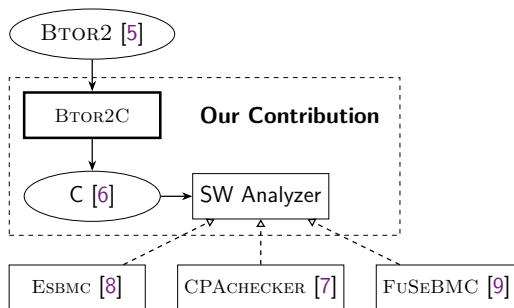 BTOR2 [5]
BTOR2C
Our Contribution
C [6]
SW Analyzer
ESBMC [8]
CPACHECKER [7]
FUSEBMC [9]